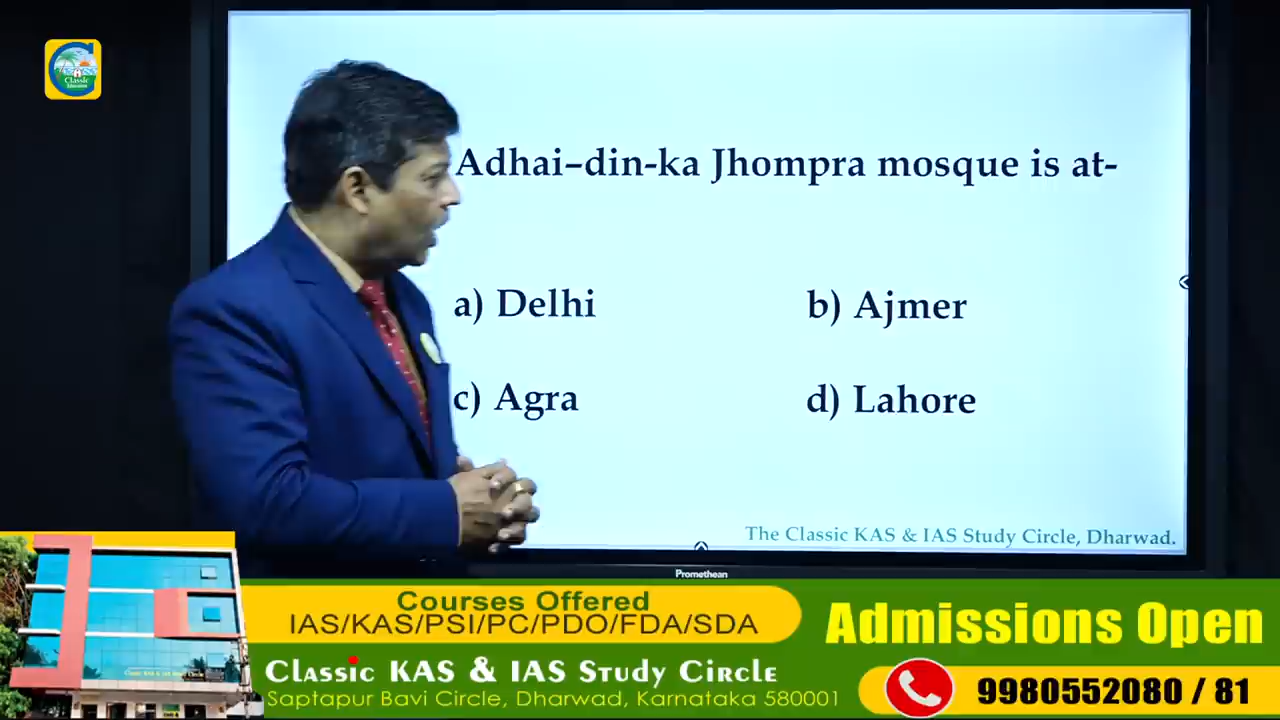 Classic
Education
Adhai–din-ka Jhompra mosque is at-
a) Delhi
b) Ajmer
c) Agra
d) Lahore
The Classic KAS & IAS Study Circle, Dharwad.
Promethean
Courses Offered
IAS/KAS/PSI/PC/PDO/FDA/SDA
Classic KAS & IAS Study Circle
Saptapur Bavi Circle, Dharwad, Karnataka 580001
Admissions Open
9980552080 / 81